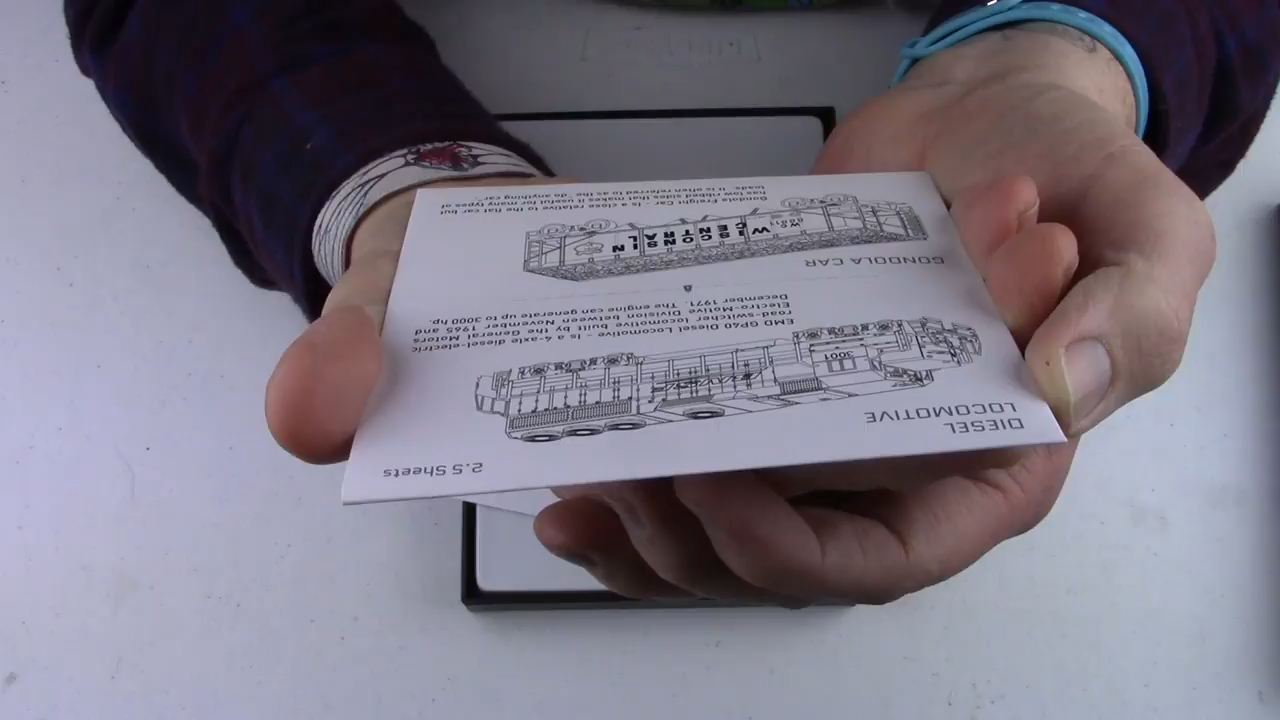 DIESEL
LOCOMOTIVE
2.5 Sheets
3001
EMD GP40 Diesel Locomotive - Is a 4-axle diesel-electric
road-switcher locomotive built by the General Motors
Electro-Motive Division between November 1965 and
December 1971. The engine can generate up to 3000 hp.
GONDOLA CAR
WISCONSIN
CENTRAL
Gondola Freight Car - Is a close relative to the flat car but
has low ribbed sides that makes it useful for many types of
loads. It is often referred to as the "do anything car"